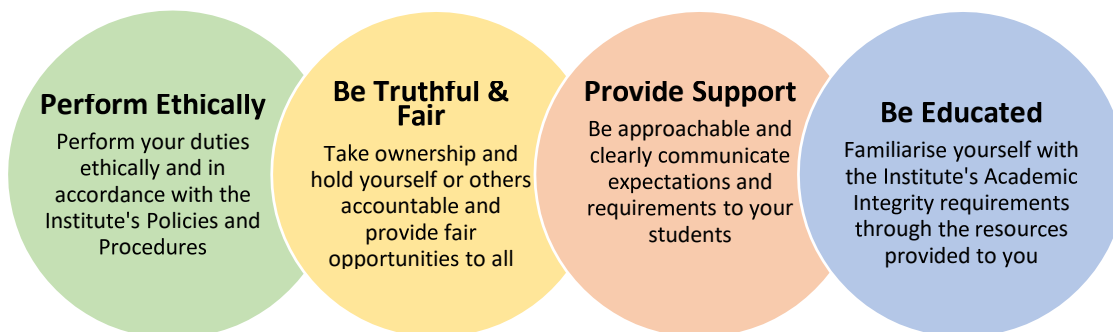 Perform Ethically
Perform your duties
ethically and in
accordance with the
Institute's Policies and
Procedures
Be Truthful &
Fair
Take ownership and
hold yourself or others
accountable and
provide fair
opportunities to all
Provide Support
Be approachable and
clearly communicate
expectations and
requirements to your
students
Be Educated
Familiarise yourself with
the Institute's Academic
Integrity requirements
through the resources
provided to you